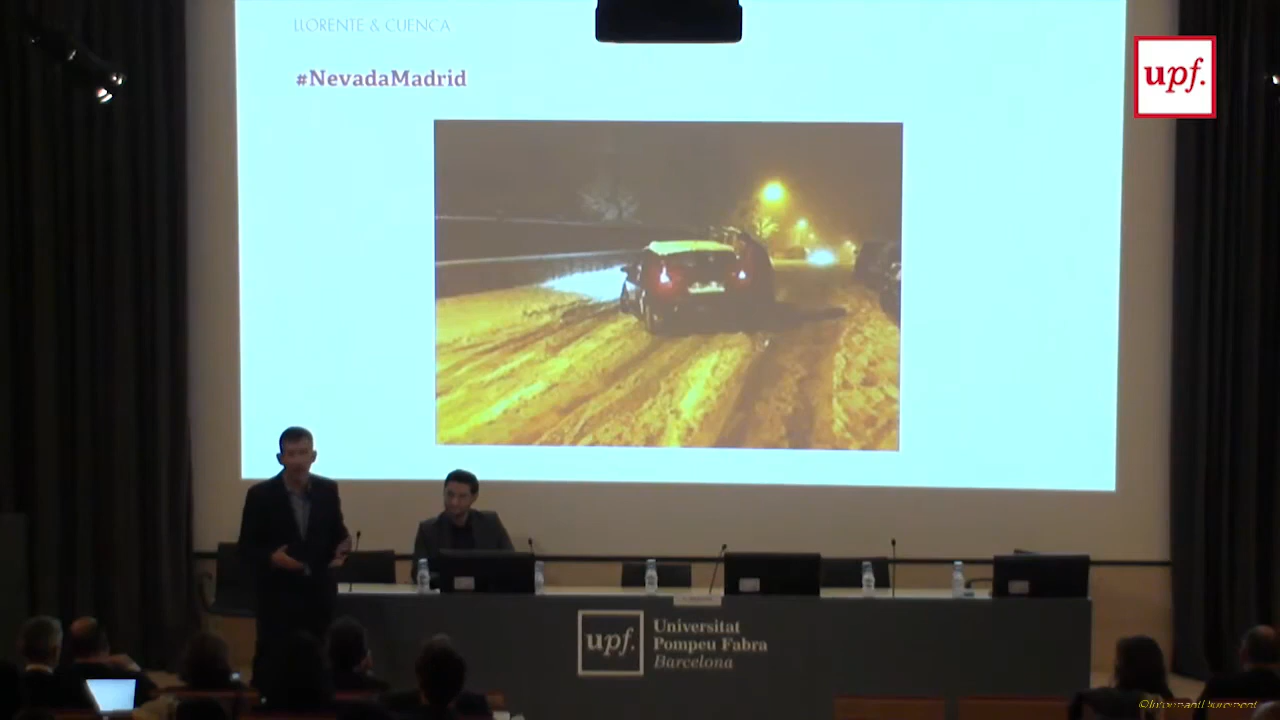 LLORENTE & CUENCA
#NevadaMadrid
upf.
upf.
Universitat
Pompeu Fabra
Barcelona